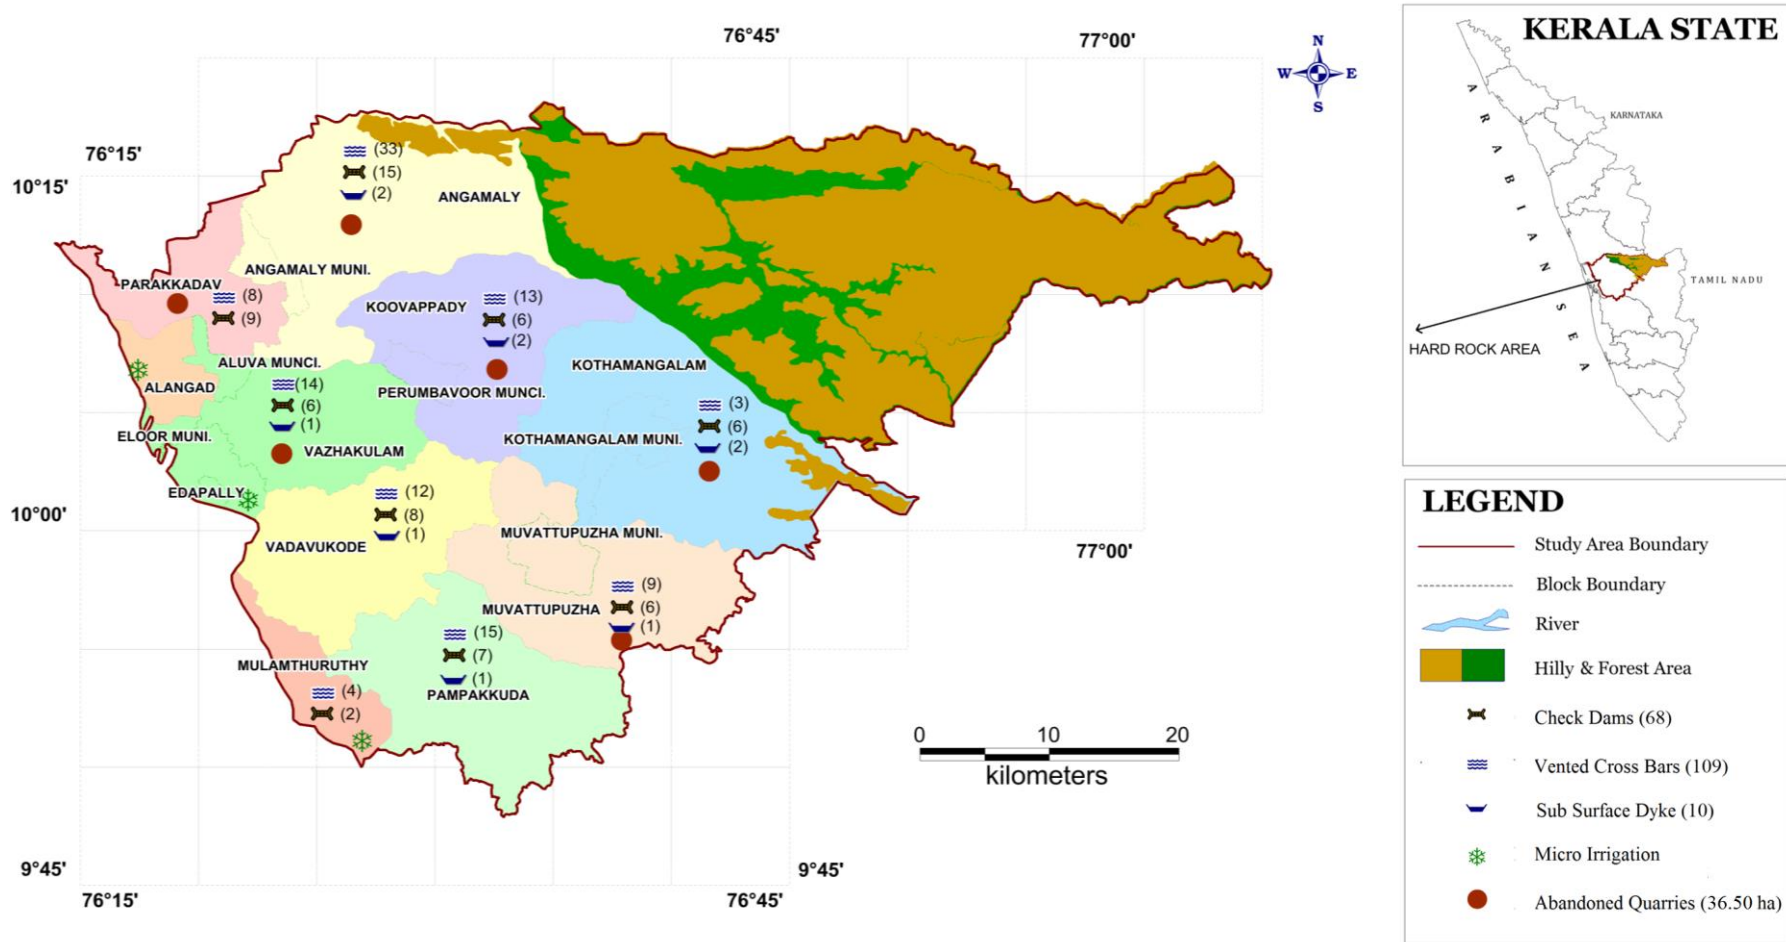 76°45'
77°00'
N
W E
S
76°15'
10°15'
(33)
(15)
(2)
ANGAMALY
ANGAMALY MUNI.
PARAKKADAV
(8)
(9)
KOOVAPPADY
(13)
(6)
(2)
ALUVA MUNCI.
ALANGAD
(14)
(6)
(1)
PERUMBAVOOR MUNCI.
KOTHAMANGALAM
(3)
(6)
(2)
ELOOR MUNI.
VAZHAKULAM
KOTHAMANGALAM MUNI.
EDAPALLY
10°00'
(12)
(8)
(1)
VADAVUKODE
MUVATTUPUZHA MUNI.
77°00'
(9)
(6)
(1)
MUVATTUPUZHA
(15)
(7)
(1)
MULAMTHURUTHY
(4)
(2)
PAMPAKKUDA
0 10 20
kilometers
9°45'
9°45'
76°15'
76°45'
KERALA STATE
KARNATAKA
ARABIAN SEA
TAMIL NADU
HARD ROCK AREA
LEGEND
Study Area Boundary
Block Boundary
River
Hilly & Forest Area
Check Dams (68)
Vented Cross Bars (109)
Sub Surface Dyke (10)
Micro Irrigation
Abandoned Quarries (36.50 ha)